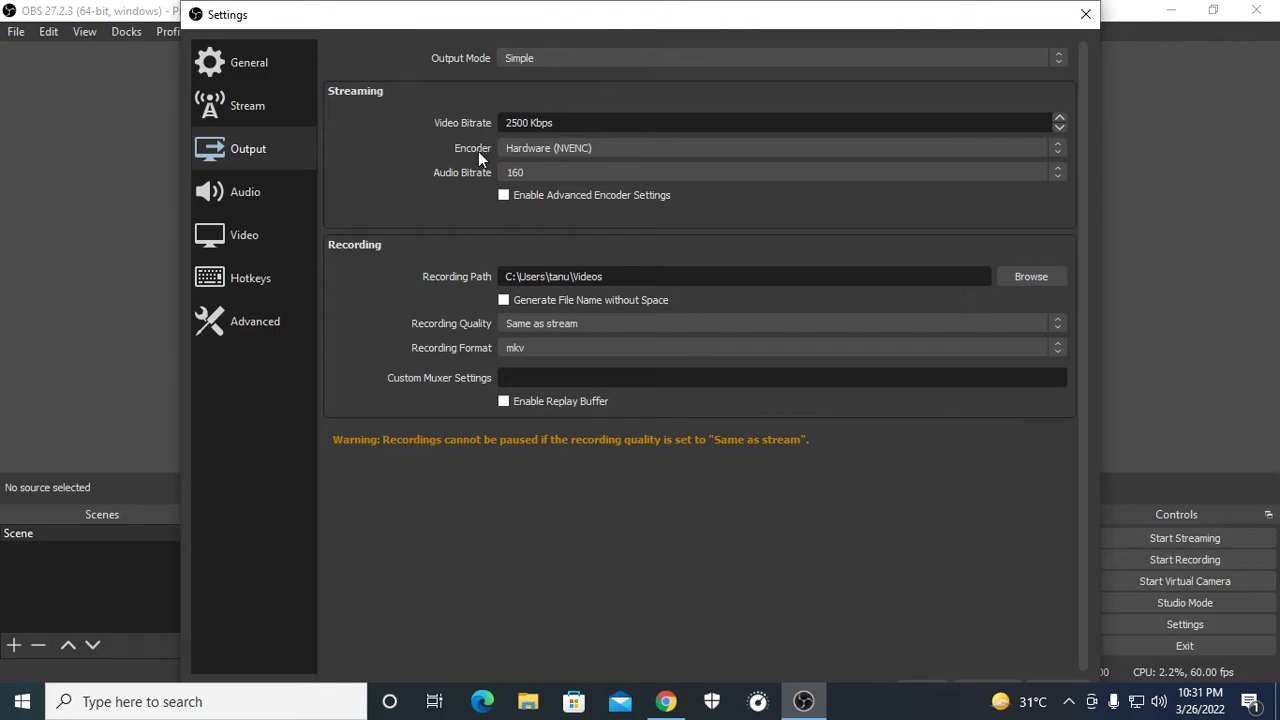 OBS 27.2.3 (64-bit, windows) - P
Settings
File Edit View Docks Profi
General
Stream
Output
Audio
Video
Hotkeys
Advanced
Output Mode Simple
Streaming
Video Bitrate 2500 Kbps
Encoder Hardware (NVENC)
Audio Bitrate 160
Enable Advanced Encoder Settings
Recording
Recording Path C:\Users\tanu\Videos Browse
Generate File Name without Space
Recording Quality Same as stream
Recording Format mkv
Custom Muxer Settings
Enable Replay Buffer
Warning: Recordings cannot be paused if the recording quality is set to "Same as stream".
No source selected
Scenes
Scene
Controls
Start Streaming
Start Recording
Start Virtual Camera
Studio Mode
Settings
Exit
00 CPU: 2.2%, 60.00 fps
Type here to search
31°C
10:31 PM
3/26/2022
1